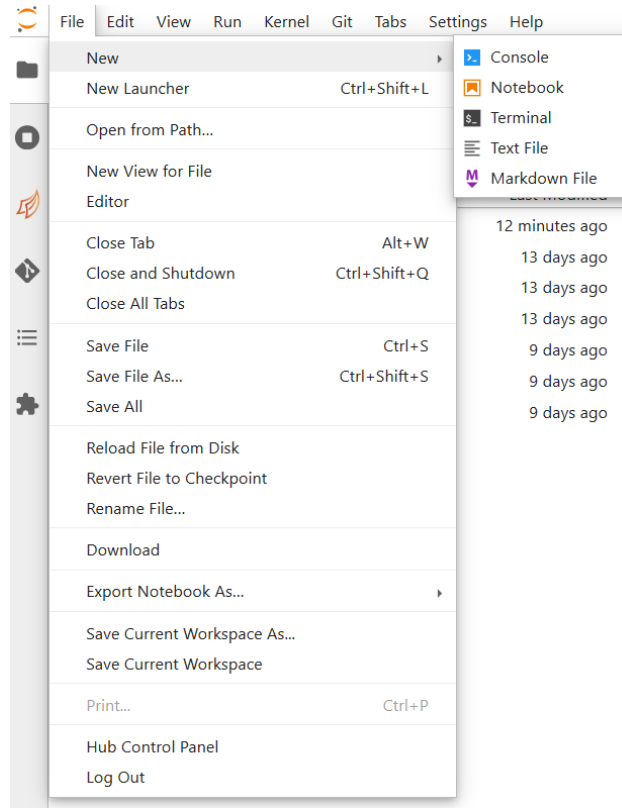 File Edit View Run Kernel Git Tabs Settings Help
New
New Launcher Ctrl+Shift+L
Open from Path...
New View for File
Editor
Close Tab Alt+W
Close and Shutdown Ctrl+Shift+Q
Close All Tabs
Save File Ctrl+S
Save File As... Ctrl+Shift+S
Save All
Reload File from Disk
Revert File to Checkpoint
Rename File...
Download
Export Notebook As...
Save Current Workspace As...
Save Current Workspace
Print... Ctrl+P
Hub Control Panel
Log Out
Console
Notebook
$_ Terminal
Text File
M Markdown File
Last Modified
12 minutes ago
13 days ago
13 days ago
13 days ago
9 days ago
9 days ago
9 days ago